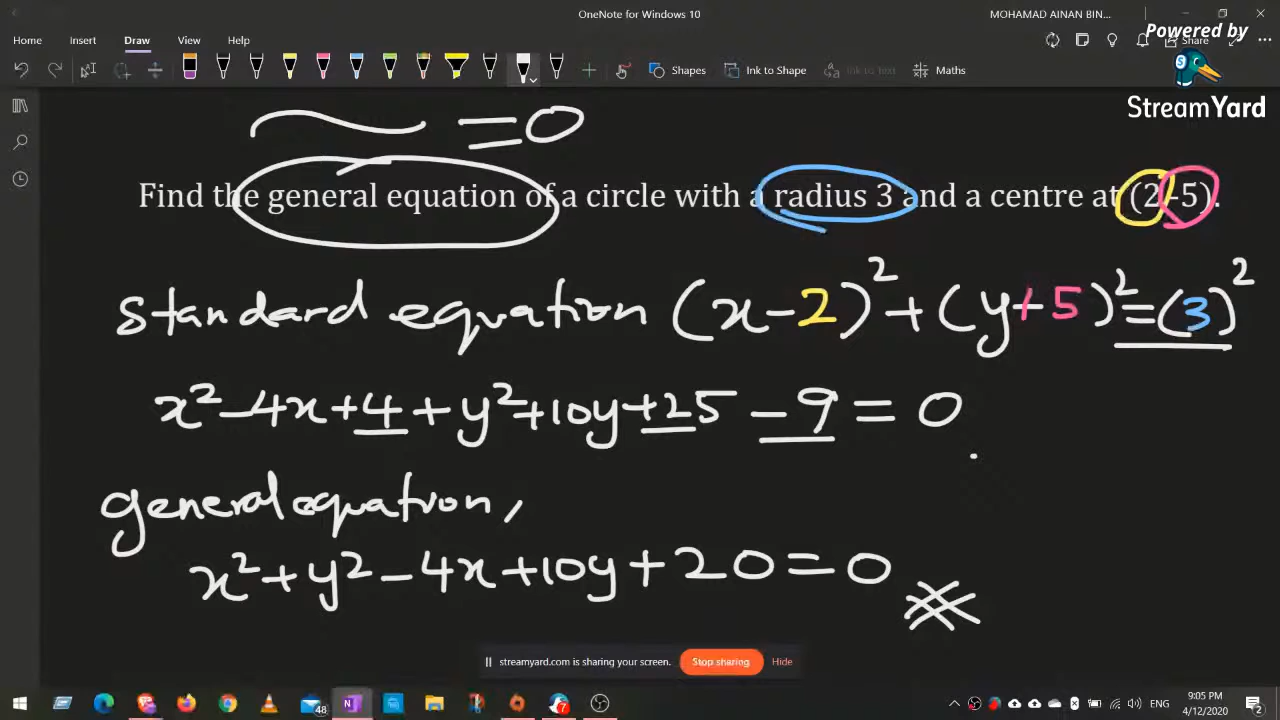 OneNote for Windows 10
MOHAMAD AINAN BIN...
Powered by
Home Insert Draw View Help
Share
Shapes Ink to Shape Ink to Text Maths
StreamYard
~ = 0
Find the general equation of a circle with a radius 3 and a centre at (2,-5).
standard equation (x-2)²+(y+5)²=(3)²
x²-4x+4+y²+10y+25-9=0
general equation,
x²+y²-4x+10y+20=0
streamyard.com is sharing your screen. Stop sharing Hide
48
7
ENG
9:05 PM
4/12/2020
2